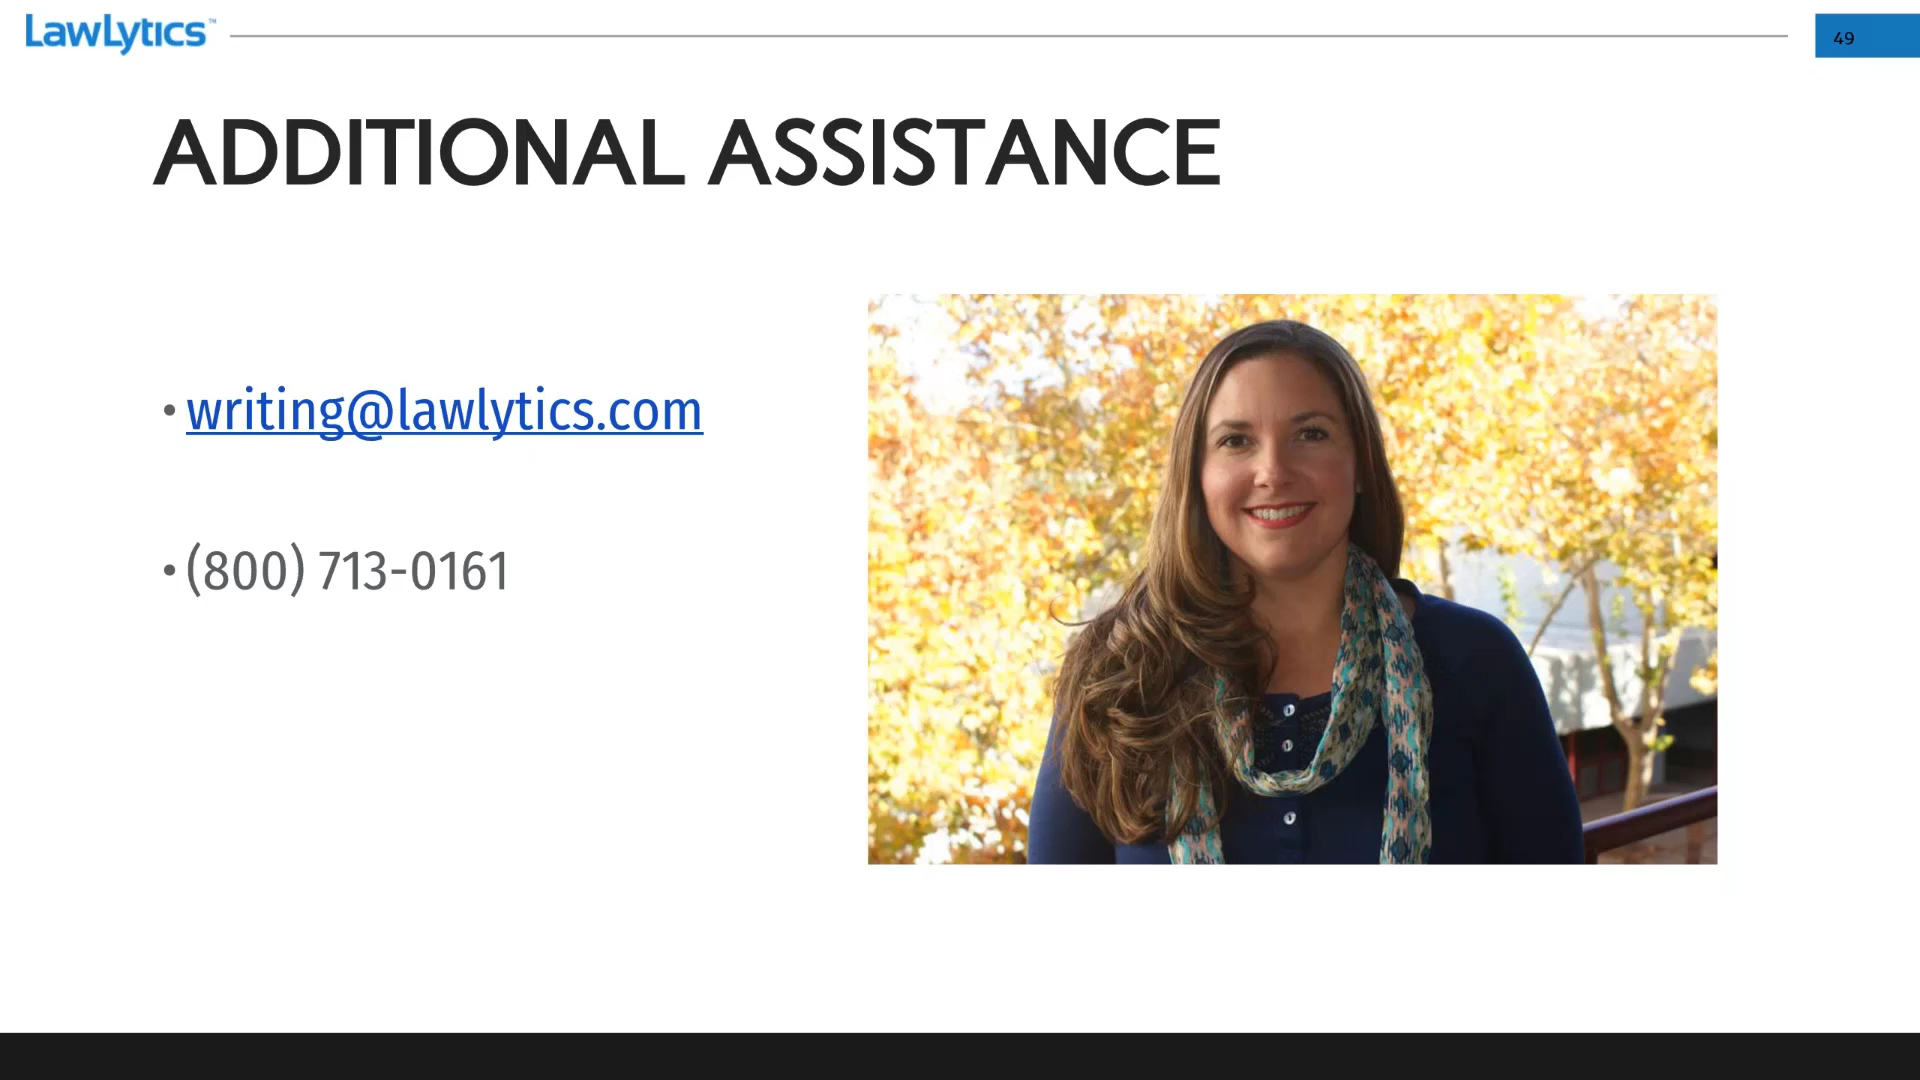 LawLytics™
49
ADDITIONAL ASSISTANCE
• writing@lawlytics.com
• (800) 713-0161